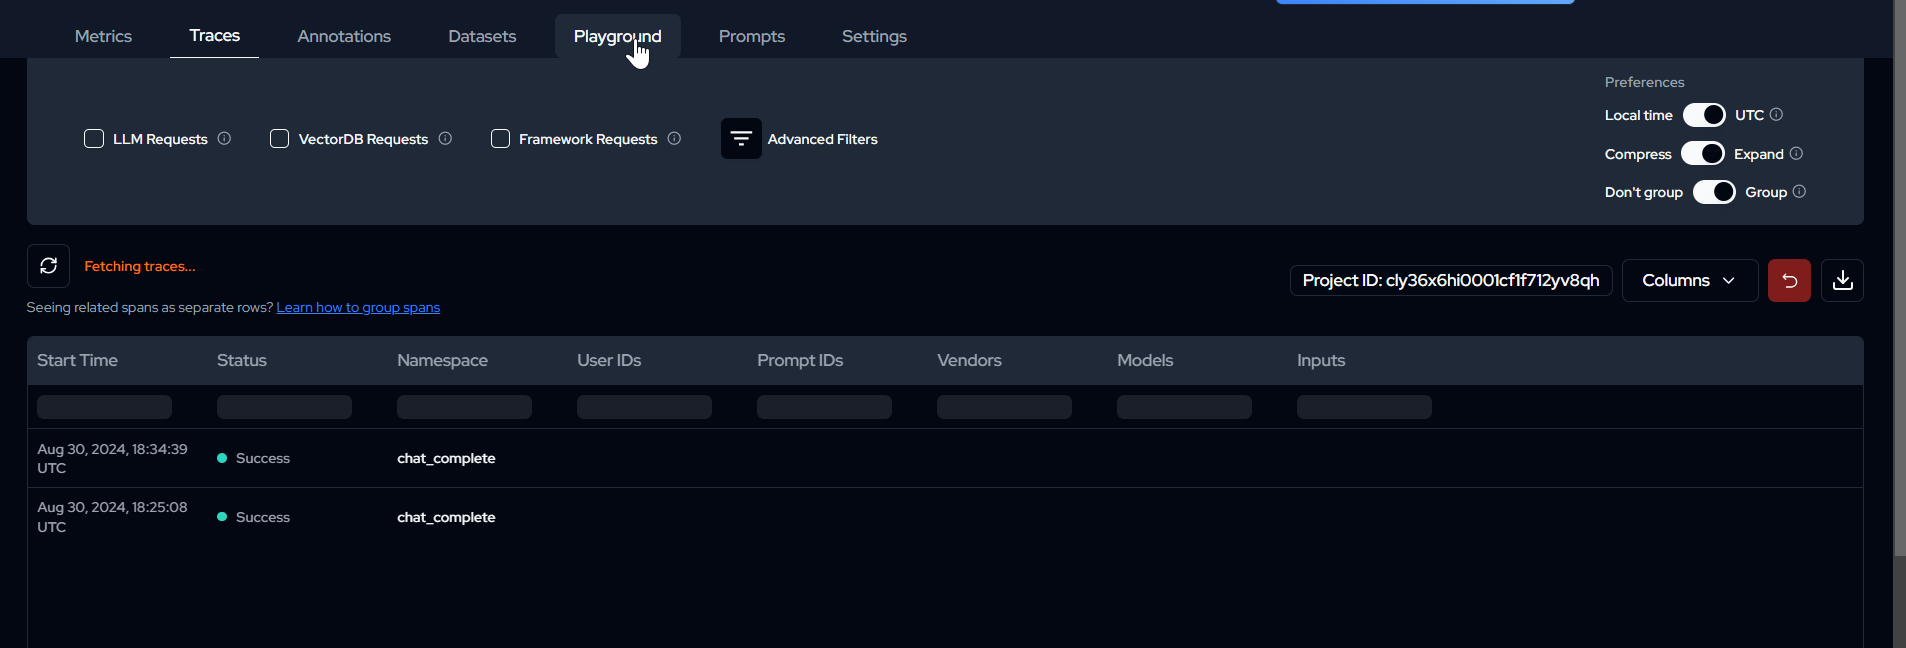 Metrics Traces Annotations Datasets Playground Prompts Settings
Preferences
Local time UTC
LLM Requests VectorDB Requests Framework Requests Advanced Filters
Compress Expand
Don't group Group
Fetching traces...
Project ID: cly36x6hi0001cf1f712yv8qh Columns
Seeing related spans as separate rows? Learn how to group spans
Start Time Status Namespace User IDs Prompt IDs Vendors Models Inputs
Aug 30, 2024, 18:34:39
UTC
Success chat_complete
Aug 30, 2024, 18:25:08
UTC
Success chat_complete